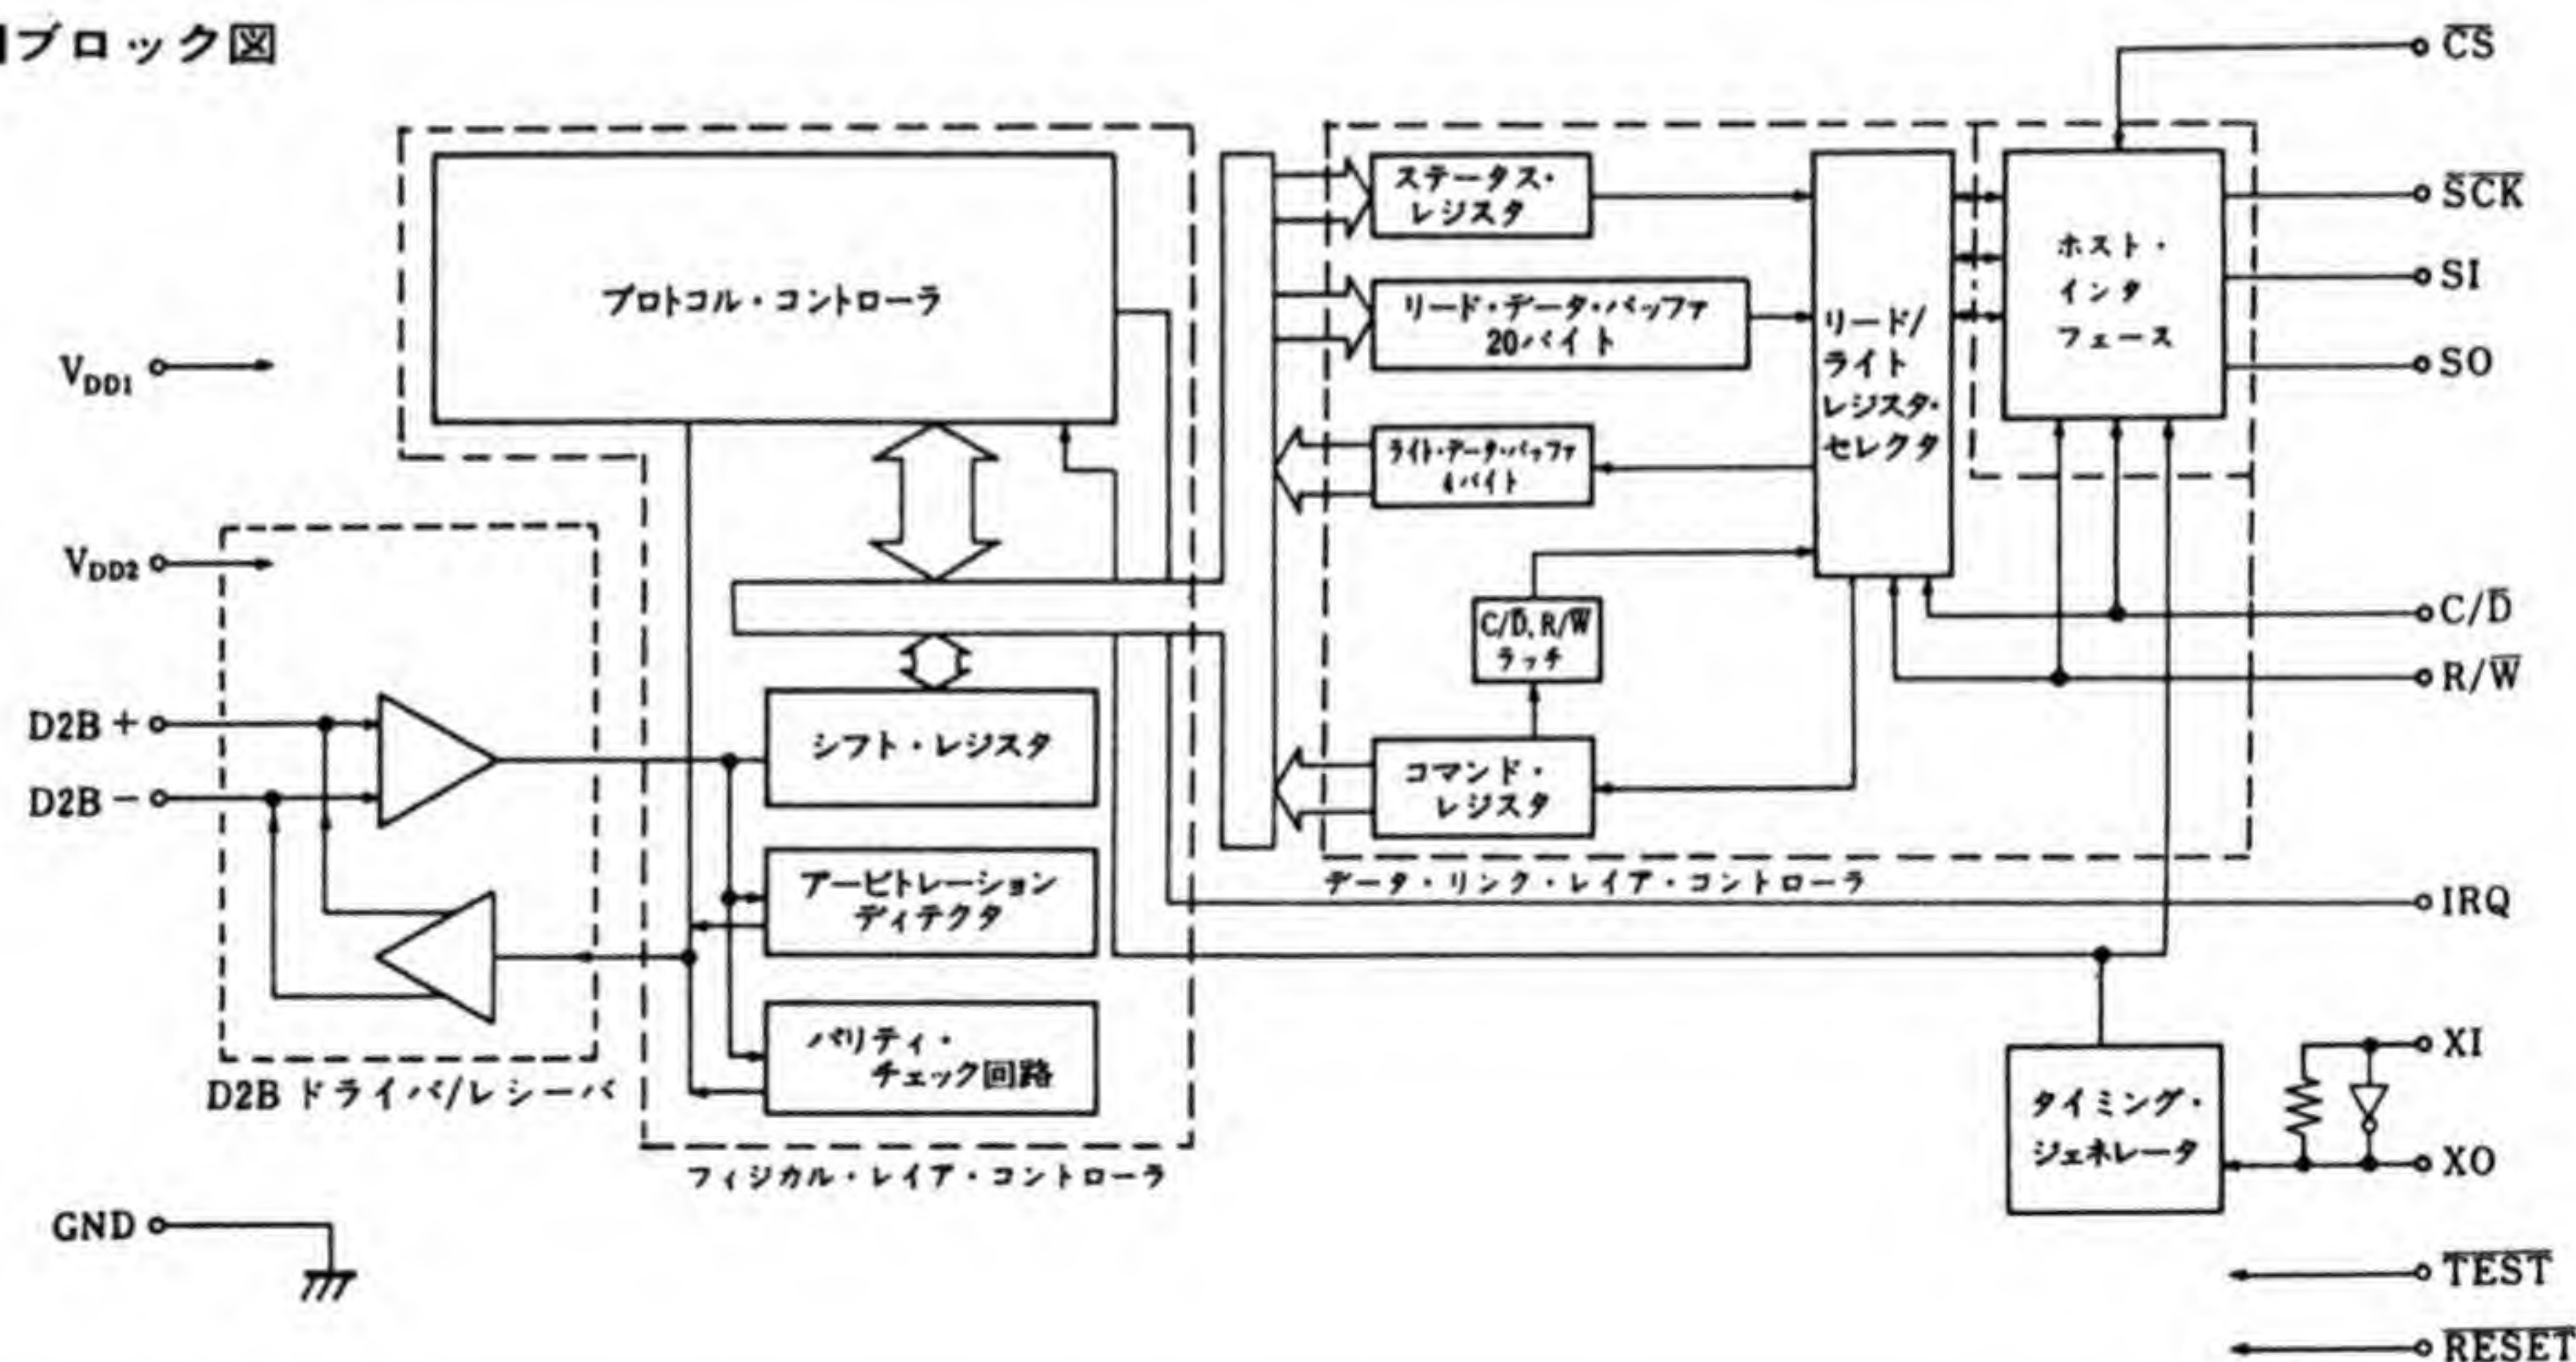 ブロック図
C̅S̅
S̅C̅K̅
SI
SO
ステータス・
レジスタ
ホスト・
インタ
フェース
プロトコル・コントローラ
リード・データ・バッファ
20バイト
リード/
ライト
レジスタ・
セレクタ
VDD1
ライト・データ・バッファ
4バイト
VDD2
C/D̅, R/W̅
ラッチ
C/D̅
R/W̅
D2B +
D2B −
シフト・レジスタ
コマンド・
レジスタ
アービトレーション
ディテクタ
データ・リンク・レイア・コントローラ
IRQ
パリティ・
チェック回路
D2B ドライバ/レシーバ
フィジカル・レイア・コントローラ
タイミング・
ジェネレータ
XI
XO
GND
T̅E̅S̅T̅
R̅E̅S̅E̅T̅